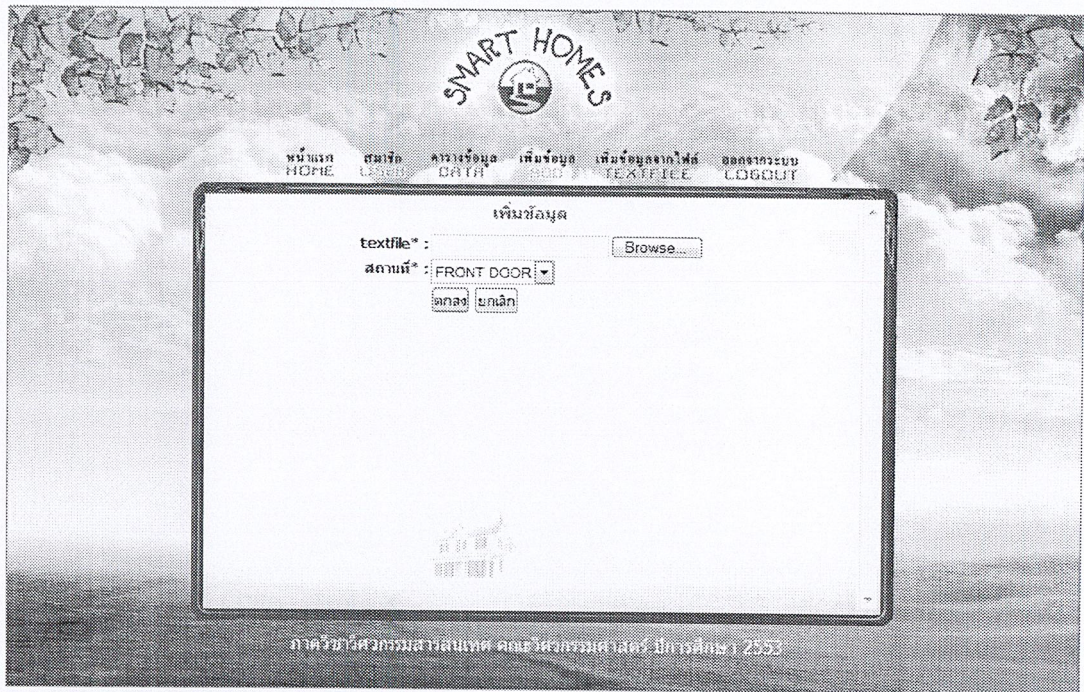 SMART HOMES
หน้าแรก สมาชิก ตารางข้อมูล เพิ่มข้อมูล เพิ่มข้อมูลจากไฟล์ ออกจากระบบ
HOME USER DATA ADD TEXTFILE LOGOUT
เพิ่มข้อมูล
textfile* : Browse...
สถานที่* : FRONT DOOR
ตกลง ยกเลิก
ภาควิชาวิศวกรรมสารสนเทศ คณะวิศวกรรมศาสตร์ ปีการศึกษา 2553